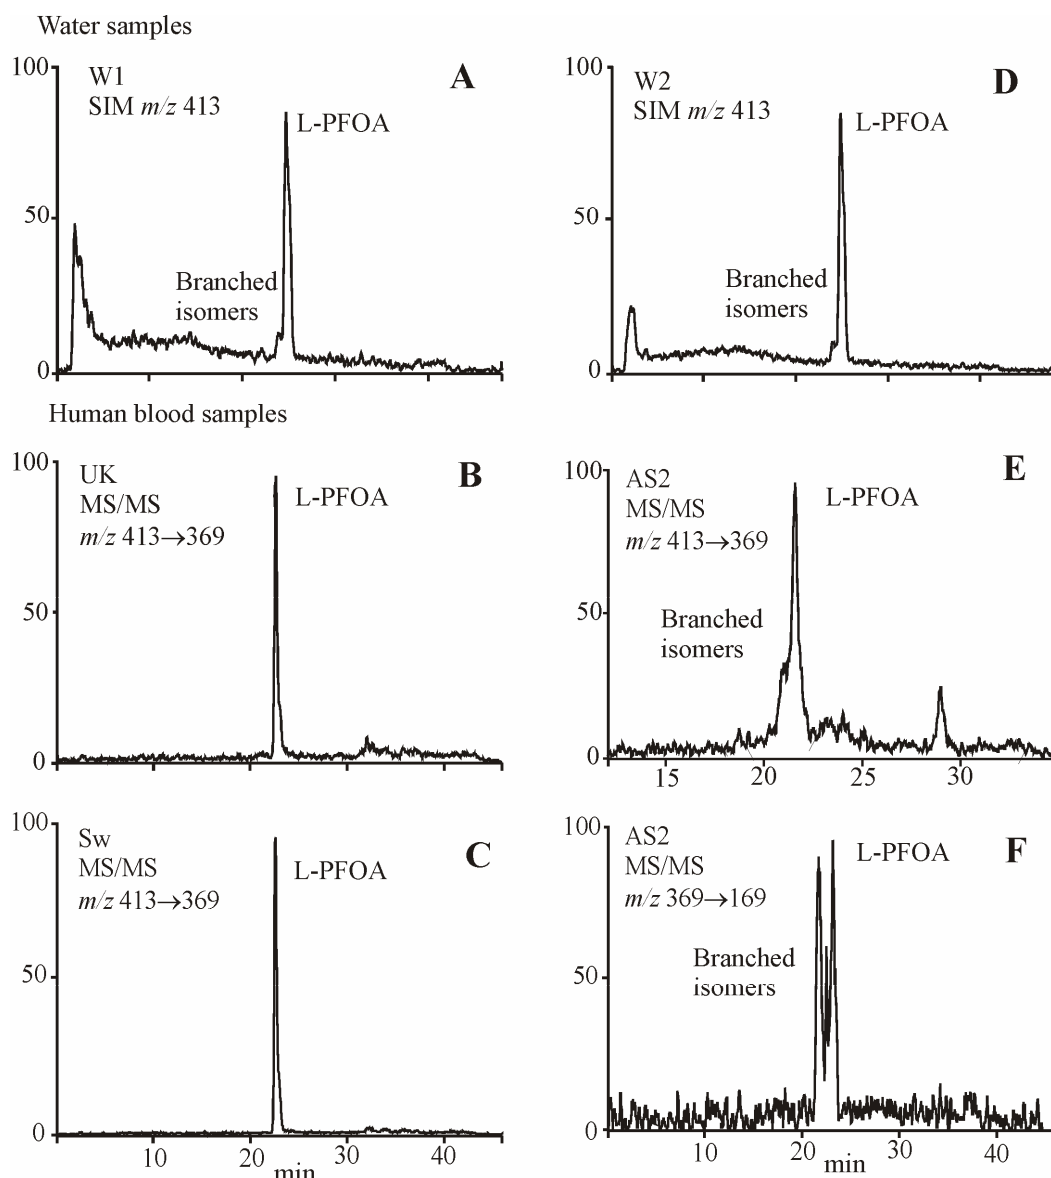 Water samples
100
W1
SIM m/z 413
A
L-PFOA
50
Branched
isomers
0
100
W2
SIM m/z 413
D
L-PFOA
50
Branched
isomers
0
Human blood samples
100
UK
MS/MS
m/z 413→369
B
L-PFOA
50
0
100
AS2
MS/MS
m/z 413→369
E
L-PFOA
50
Branched
isomers
0
15 20 25 30
100
Sw
MS/MS
m/z 413→369
C
L-PFOA
50
0
10 20 30 40
min
100
AS2
MS/MS
m/z 369→169
F
L-PFOA
50
Branched
isomers
0
10 20 30 40
min